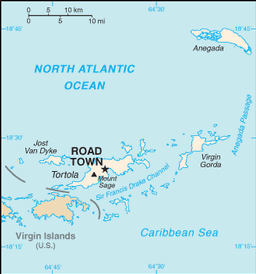 0 5 10 km
0 5 10 mi
64°30'
18°45'
18°45'
Anegada
NORTH ATLANTIC
OCEAN
Anegada Passage
18°30'
18°30'
Jost
Van Dyke
ROAD
TOWN
Virgin
Gorda
Tortola
Mount
Sage
Sir Francis Drake Channel
Virgin Islands
(U.S.)
Caribbean Sea
18°15'
18°15'
64°45'
64°30'